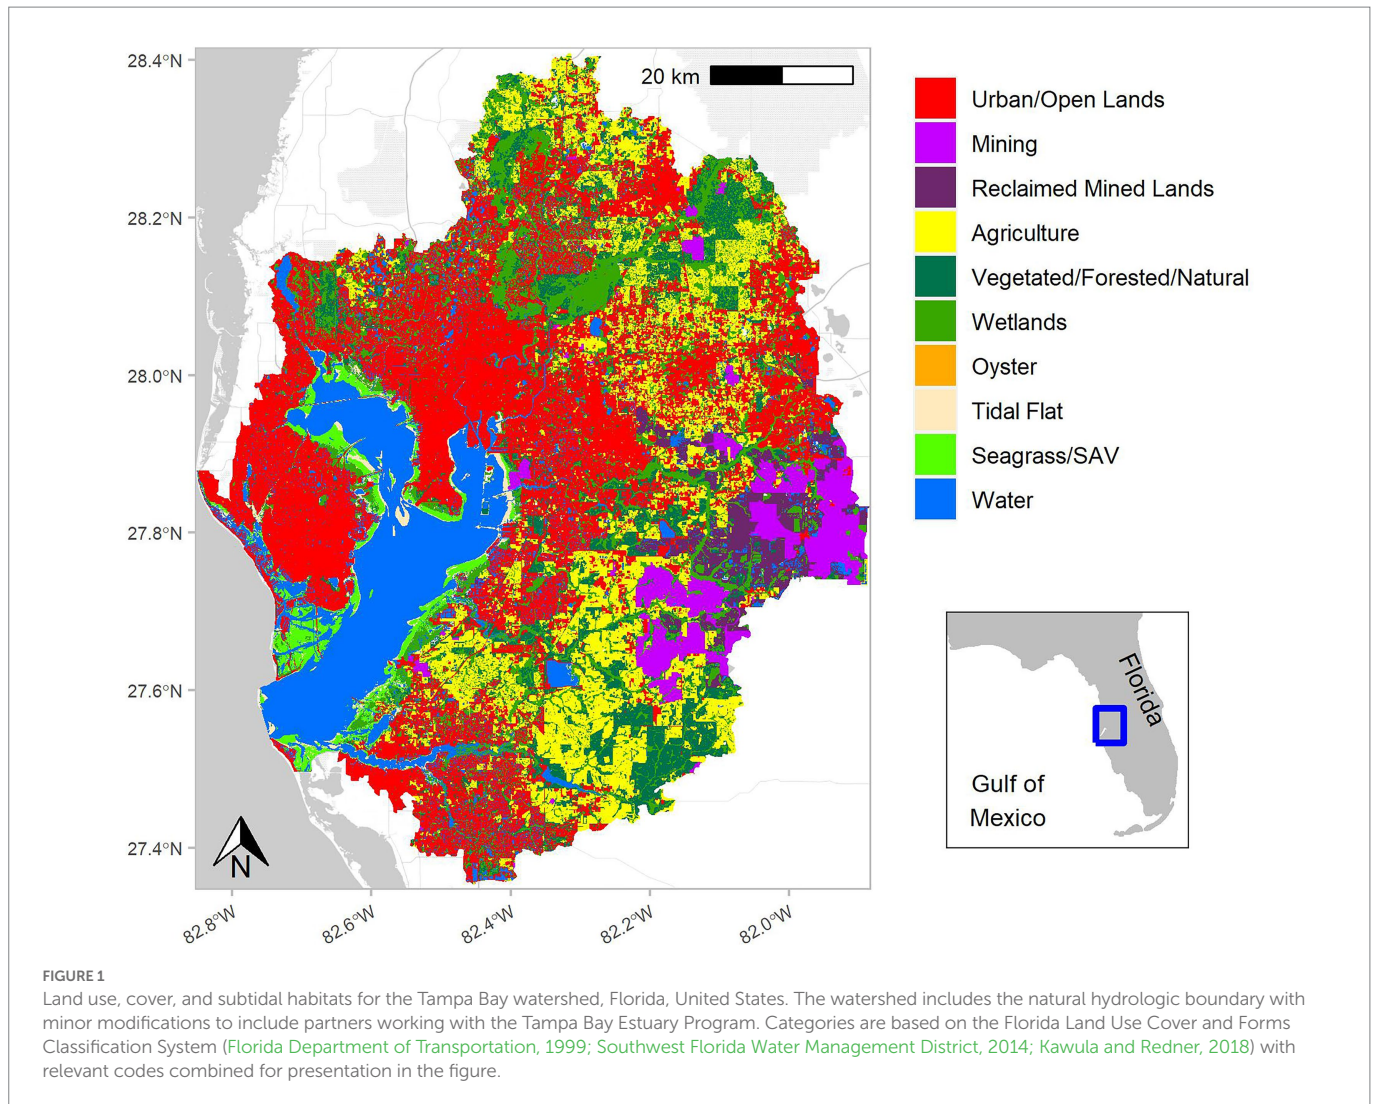 28.4°N
28.2°N
28.0°N
27.8°N
27.6°N
27.4°N
82.8°W
82.6°W
82.4°W
82.2°W
82.0°W
20 km
N
Urban/Open Lands
Mining
Reclaimed Mined Lands
Agriculture
Vegetated/Forested/Natural
Wetlands
Oyster
Tidal Flat
Seagrass/SAV
Water
Florida
Gulf of
Mexico
FIGURE 1
Land use, cover, and subtidal habitats for the Tampa Bay watershed, Florida, United States. The watershed includes the natural hydrologic boundary with
minor modifications to include partners working with the Tampa Bay Estuary Program. Categories are based on the Florida Land Use Cover and Forms
Classification System (Florida Department of Transportation, 1999; Southwest Florida Water Management District, 2014; Kawula and Redner, 2018) with
relevant codes combined for presentation in the figure.